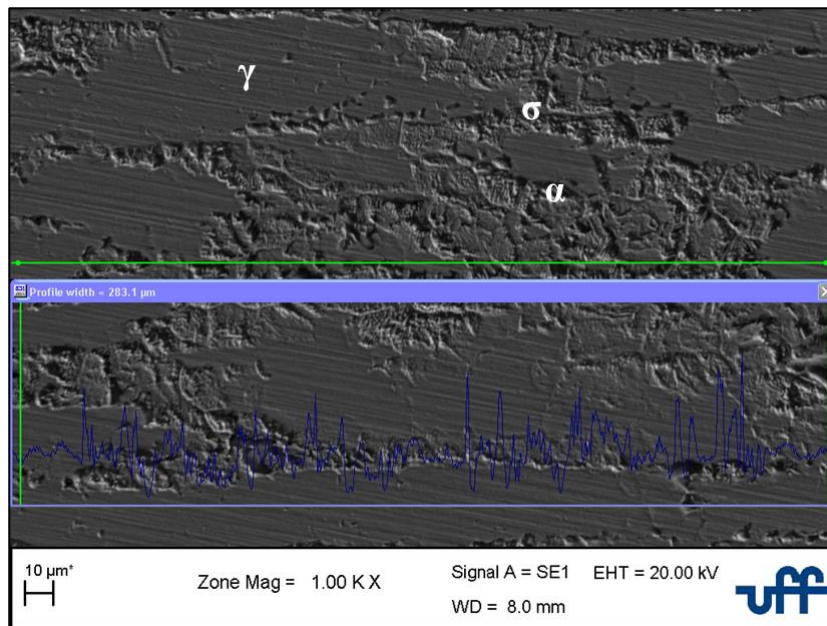 γ
σ
α
Profile width = 283.1 µm
10 µm*
Zone Mag = 1.00 K X
Signal A = SE1 EHT = 20.00 kV
WD = 8.0 mm
uff